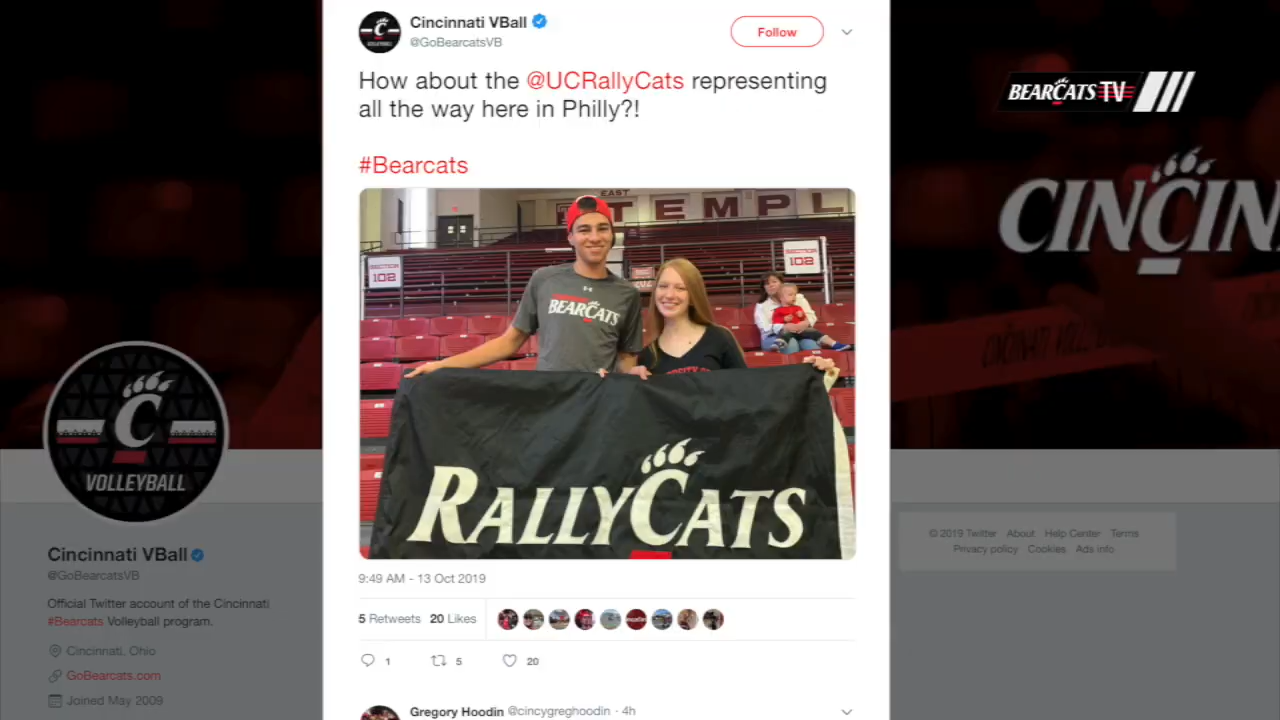 Cincinnati VBall
@GoBearcatsVB
Follow
How about the @UCRallyCats representing
all the way here in Philly?!
#Bearcats
BEARCATS TV
CINCIN
EAST
TEMPL
SECTION
102
SECTION
102
BEARCATS
RALLYCATS
9:49 AM - 13 Oct 2019
5 Retweets 20 Likes
1 5 20
Gregory Hoodin @cincygreghoodin · 4h
C
VOLLEYBALL
Cincinnati VBall
@GoBearcatsVB
Official Twitter account of the Cincinnati
#Bearcats Volleyball program.
Cincinnati, Ohio
GoBearcats.com
Joined May 2009
© 2019 Twitter About Help Center Terms
Privacy policy Cookies Ads info